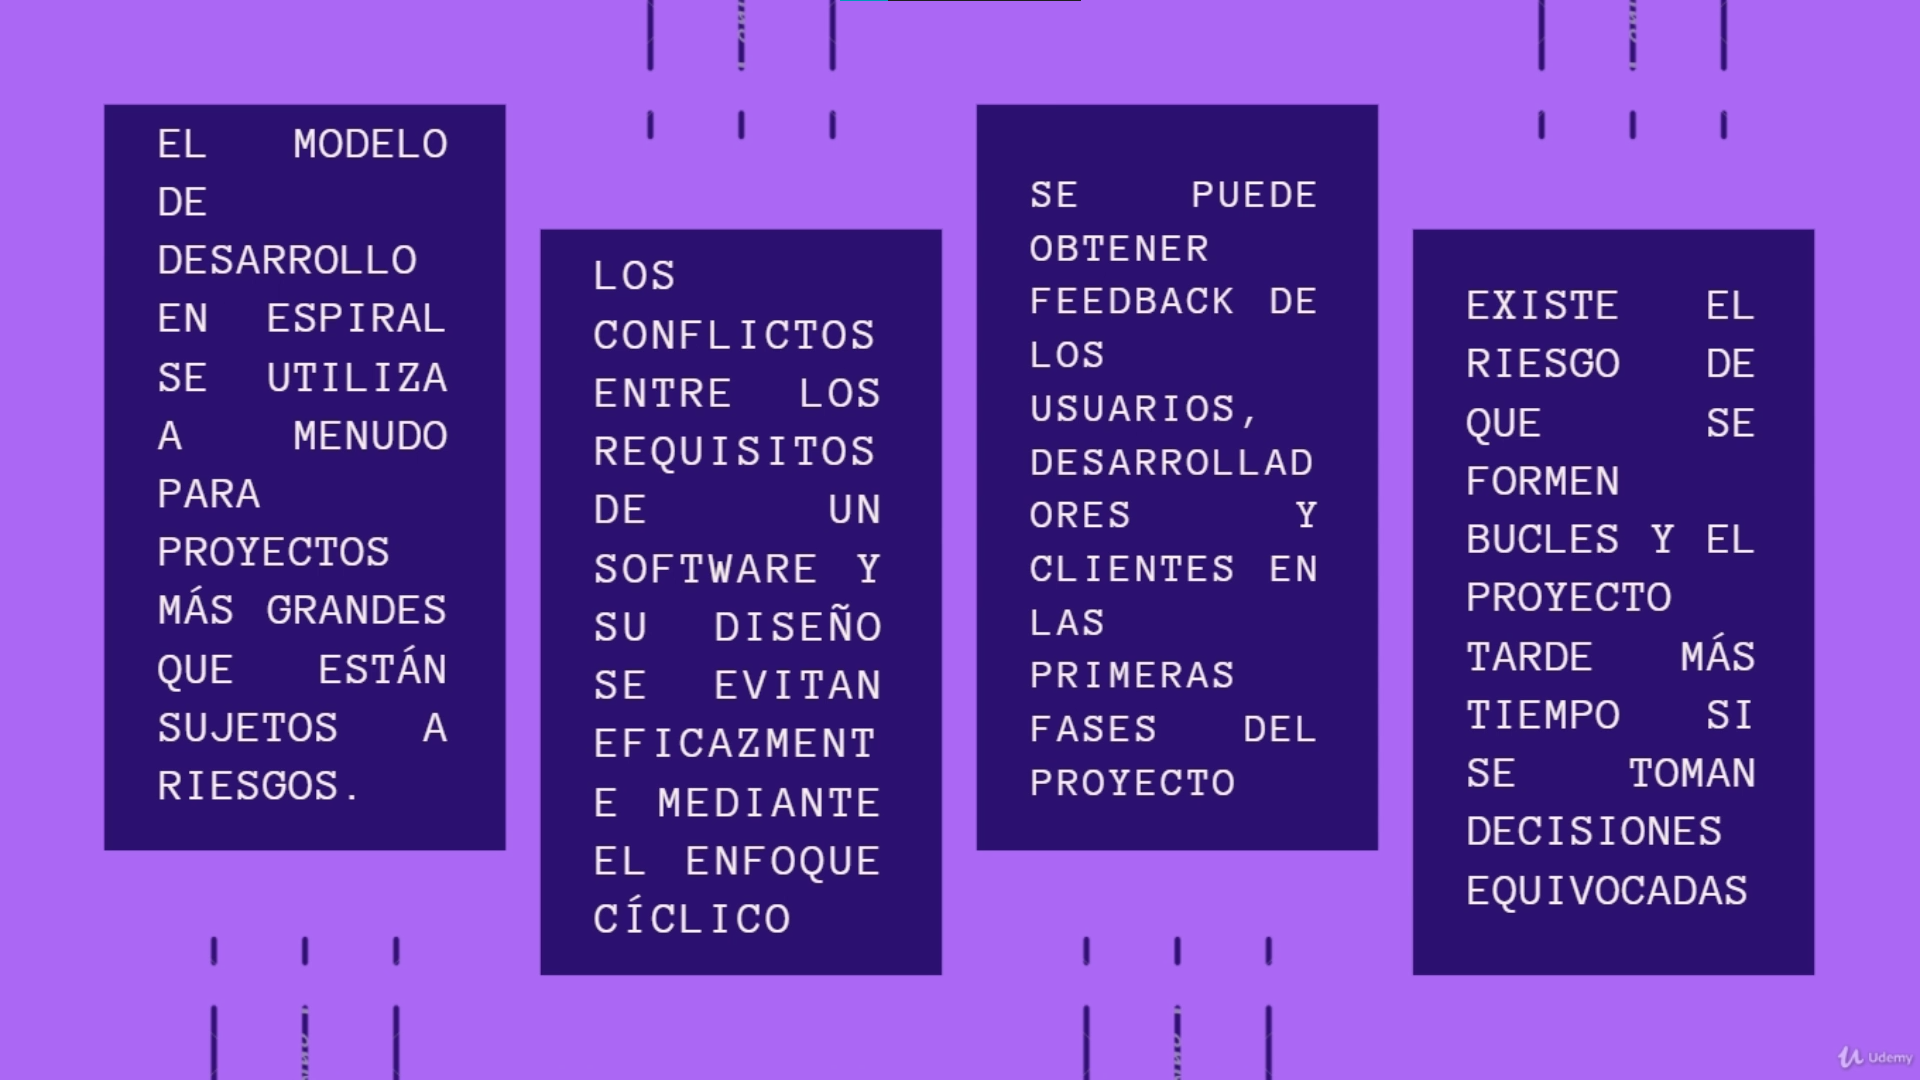 EL MODELO
DE
DESARROLLO
EN ESPIRAL
SE UTILIZA
A MENUDO
PARA
PROYECTOS
MÁS GRANDES
QUE ESTÁN
SUJETOS A
RIESGOS.
LOS
CONFLICTOS
ENTRE LOS
REQUISITOS
DE UN
SOFTWARE Y
SU DISEÑO
SE EVITAN
EFICAZMENT
E MEDIANTE
EL ENFOQUE
CÍCLICO
SE PUEDE
OBTENER
FEEDBACK DE
LOS
USUARIOS,
DESARROLLAD
ORES Y
CLIENTES EN
LAS
PRIMERAS
FASES DEL
PROYECTO
EXISTE EL
RIESGO DE
QUE SE
FORMEN
BUCLES Y EL
PROYECTO
TARDE MÁS
TIEMPO SI
SE TOMAN
DECISIONES
EQUIVOCADAS
Udemy